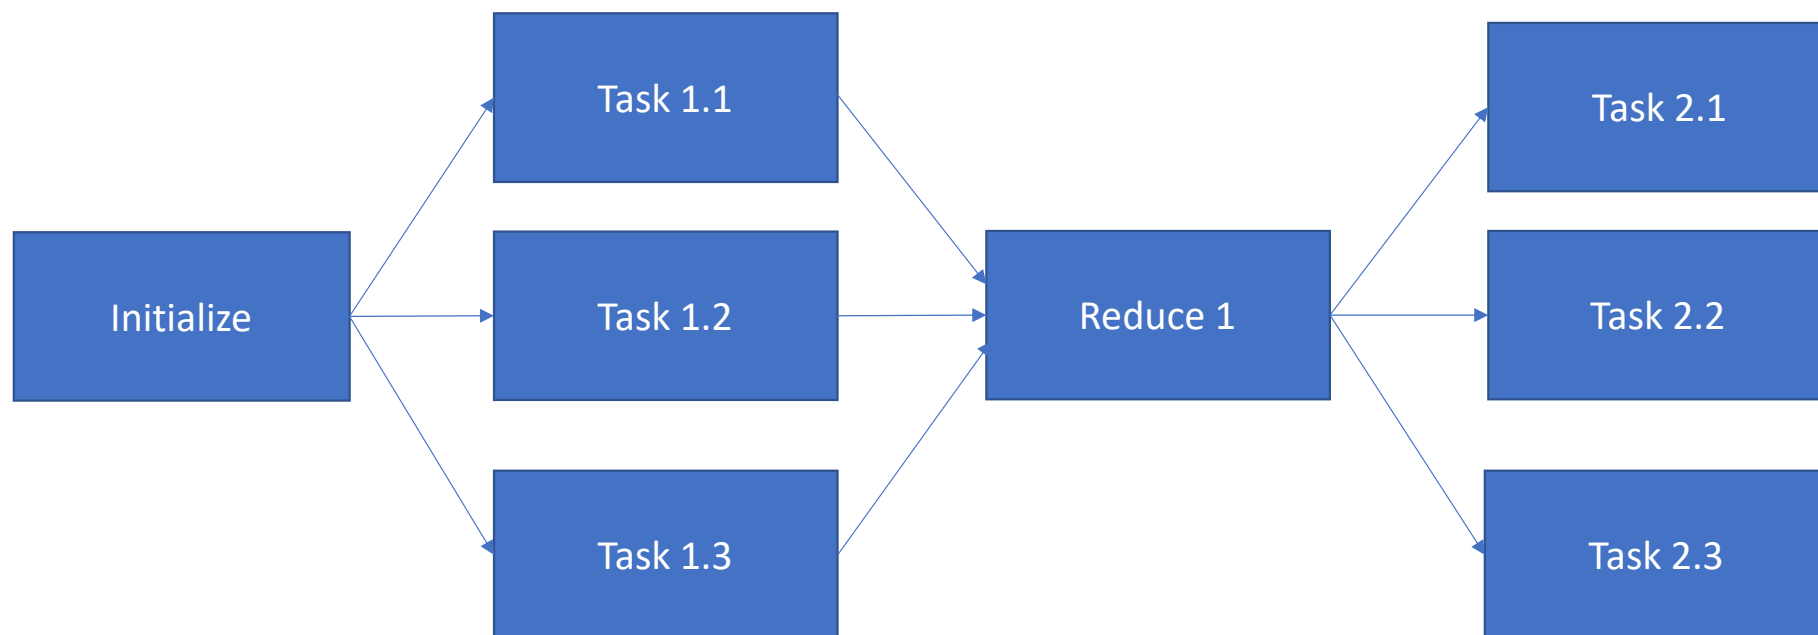 Initialize
Task 1.1
Task 1.2
Task 1.3
Reduce 1
Task 2.1
Task 2.2
Task 2.3